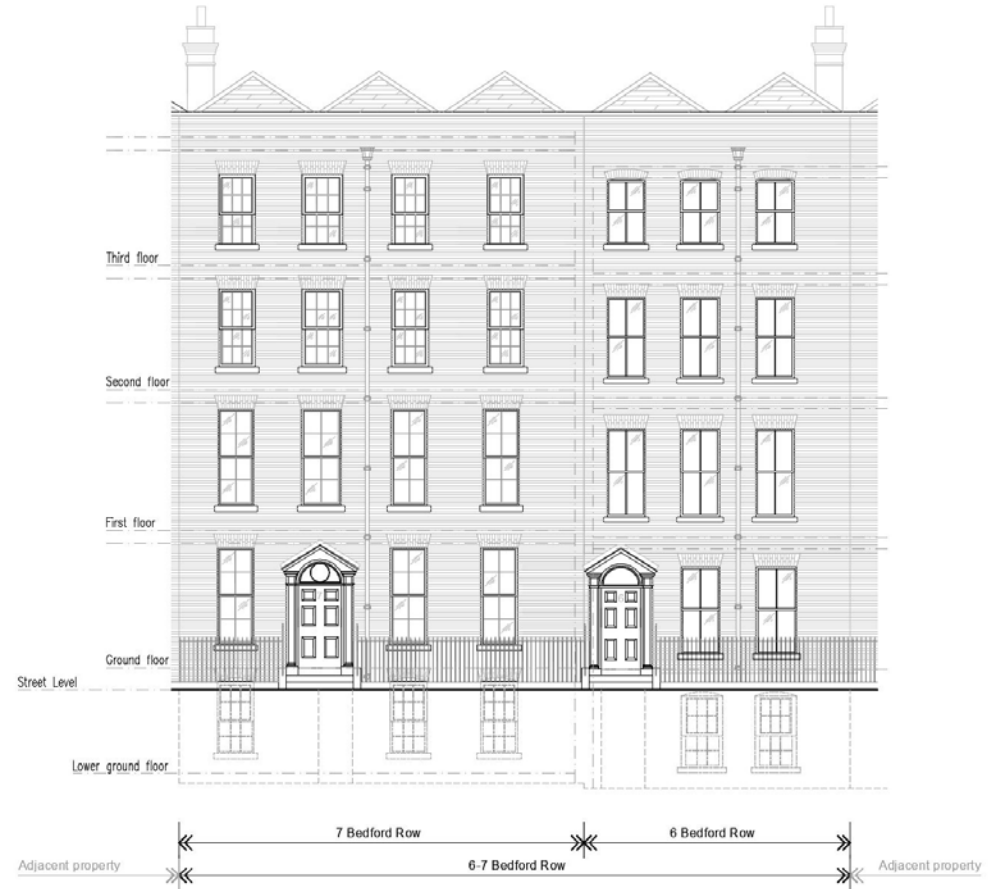 Third floor
Second floor
First floor
Ground floor
Street Level
Lower ground floor
7 Bedford Row
6 Bedford Row
Adjacent property
6-7 Bedford Row
Adjacent property